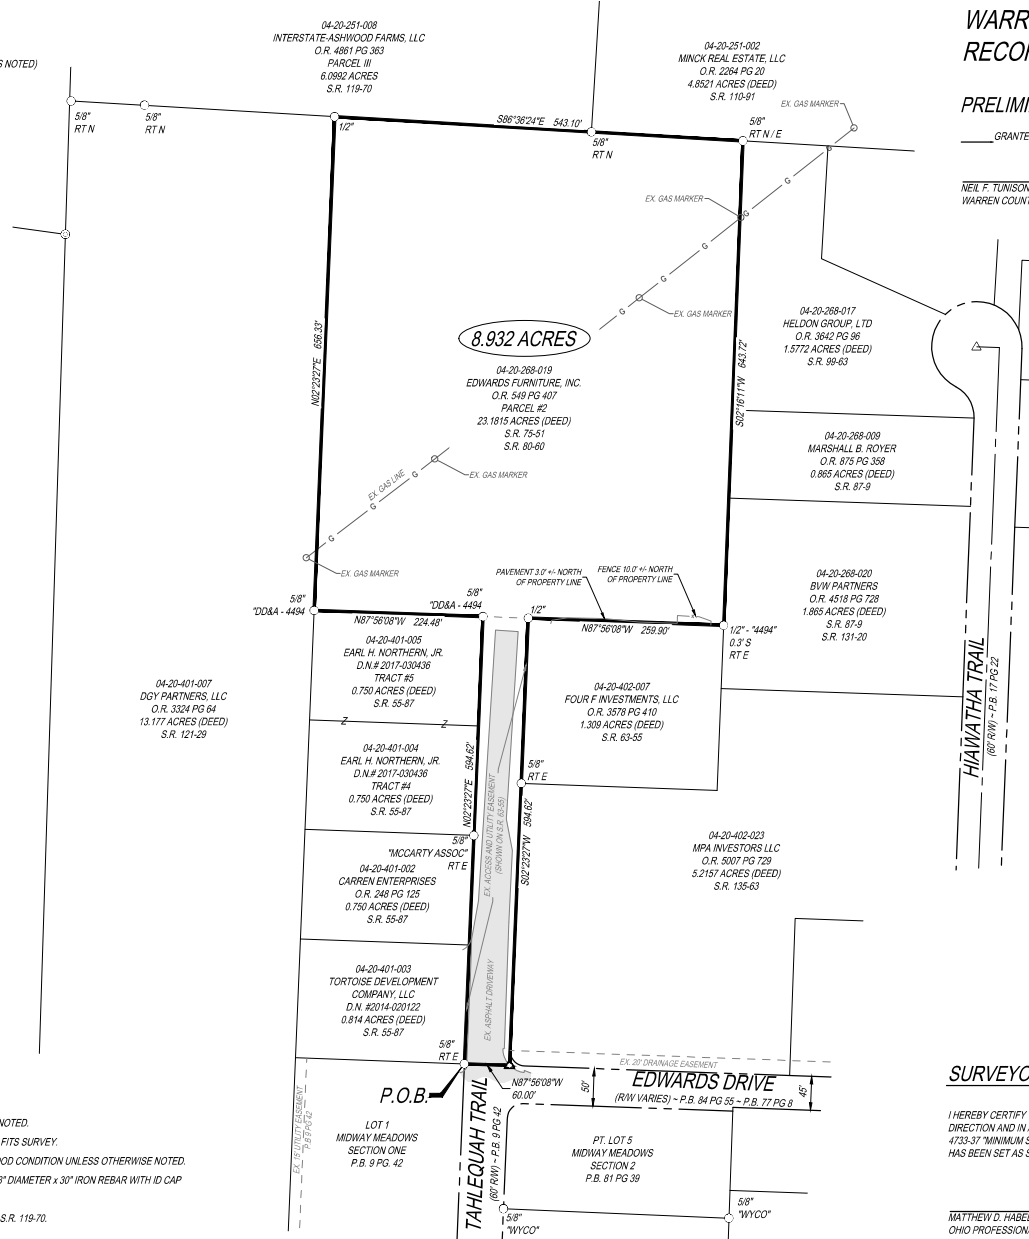 04-20-251-008
INTERSTATE-ASHWOOD FARMS, LLC
O.R. 4861 PG 363
PARCEL III
6.0992 ACRES
S.R. 119-70
04-20-251-002
MINCK REAL ESTATE, LLC
O.R. 2264 PG 20
4.8521 ACRES (DEED)
S.R. 110-91
WARR
RECOR
PRELIMI
GRANTE
NEIL F. TUNISON
WARREN COUNT
S NOTED)
5/8"
RT N
5/8"
RT N
1/2"
S86°36'24"E 543.10'
5/8"
RT N
5/8"
RT N / E
EX. GAS MARKER
G
G
EX. GAS MARKER
G
G
G
G
EX. GAS MARKER
8.932 ACRES
04-20-268-019
EDWARDS FURNITURE, INC.
O.R. 549 PG 407
PARCEL #2
23.1815 ACRES (DEED)
S.R. 75-51
S.R. 80-60
N02°23'27"E 656.33'
S02°16'11"W 643.72'
04-20-268-017
HELDON GROUP, LTD
O.R. 3642 PG 96
1.5772 ACRES (DEED)
S.R. 99-63
04-20-268-009
MARSHALL B. ROYER
O.R. 875 PG 358
0.865 ACRES (DEED)
S.R. 87-9
EX. GAS LINE
G
G
G
EX. GAS MARKER
EX. GAS MARKER
04-20-268-020
BVW PARTNERS
O.R. 4518 PG 728
1.865 ACRES (DEED)
S.R. 87-9
S.R. 131-20
PAVEMENT 3.0' +/- NORTH
OF PROPERTY LINE
FENCE 10.0' +/- NORTH
OF PROPERTY LINE
5/8"
"DD&A - 4494
5/8"
"DD&A - 4494
1/2"
N87°56'08"W 224.48'
N87°56'08"W 259.90'
1/2" - "4494"
0.3' S
RT E
HIAWATHA TRAIL
(60' R/W) ~ P.B. 17 PG 22
04-20-401-005
EARL H. NORTHERN, JR.
D.N.# 2017-030436
TRACT #5
0.750 ACRES (DEED)
S.R. 55-87
04-20-401-007
DGY PARTNERS, LLC
O.R. 3324 PG 64
13.177 ACRES (DEED)
S.R. 121-29
04-20-402-007
FOUR F INVESTMENTS, LLC
O.R. 3578 PG 410
1.309 ACRES (DEED)
S.R. 63-55
Z
Z
04-20-401-004
EARL H. NORTHERN, JR.
D.N.# 2017-030436
TRACT #4
0.750 ACRES (DEED)
S.R. 55-87
N02°23'27"E 594.62'
EX. ACCESS AND UTILITY EASEMENT
(SHOWN ON S.R. 63-55)
5/8"
RT E
S02°23'27"W 594.62'
5/8"
"MCCARTY ASSOC"
RT E
04-20-401-002
CARREN ENTERPRISES
O.R. 248 PG 125
0.750 ACRES (DEED)
S.R. 55-87
04-20-402-023
MPA INVESTORS LLC
O.R. 5007 PG 729
5.2157 ACRES (DEED)
S.R. 135-63
04-20-401-003
TORTOISE DEVELOPMENT
COMPANY, LLC
D.N. #2014-020122
0.814 ACRES (DEED)
S.R. 55-87
EX. ASPHALT DRIVEWAY
5/8"
RT E
EX. 20' DRAINAGE EASEMENT
P.O.B.
N87°56'08"W
60.00'
50'
EDWARDS DRIVE
(R/W VARIES) ~ P.B. 84 PG 55 ~ P.B. 77 PG 8
45'
EX. 15' UTILITY EASEMENT
P.B 9 PG 42
LOT 1
MIDWAY MEADOWS
SECTION ONE
P.B. 9 PG. 42
TAHLEQUAH TRAIL
(60' R/W) ~ P.B. 9 PG 42
PT. LOT 5
MIDWAY MEADOWS
SECTION 2
P.B. 81 PG 39
5/8"
"WYCO"
5/8"
"WYCO"
NOTED.
FITS SURVEY.
OD CONDITION UNLESS OTHERWISE NOTED.
8" DIAMETER x 30" IRON REBAR WITH ID CAP
S.R. 119-70.
SURVEYO
I HEREBY CERTIFY
DIRECTION AND IN A
4733-37 "MINIMUM S
HAS BEEN SET AS S
MATTHEW D. HABE
OHIO PROFESSIONA